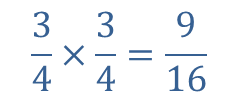 3/4 × 3/4 = 9/16